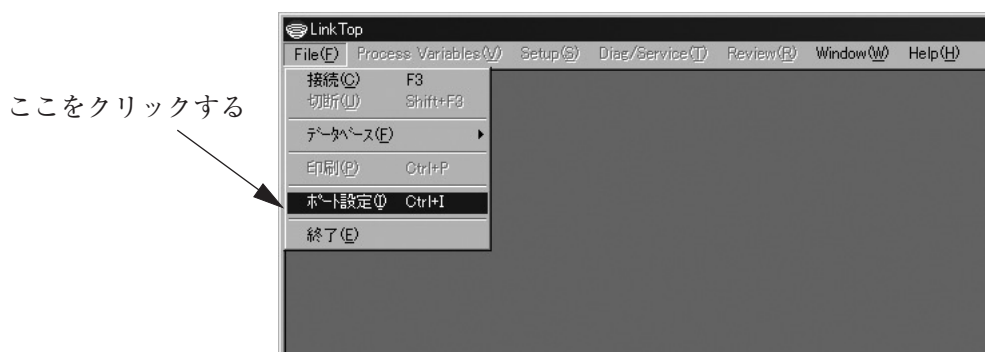 LinkTop
File(F) Process Variables(V) Setup(S) Diag/Service(T) Review(R) Window(W) Help(H)
接続(C) F3
切断(U) Shift+F3
ここをクリックする
ﾃﾞｰﾀﾍﾞｰｽ(F)
印刷(P) Ctrl+P
ﾎﾟｰﾄ設定(I) Ctrl+I
終了(E)